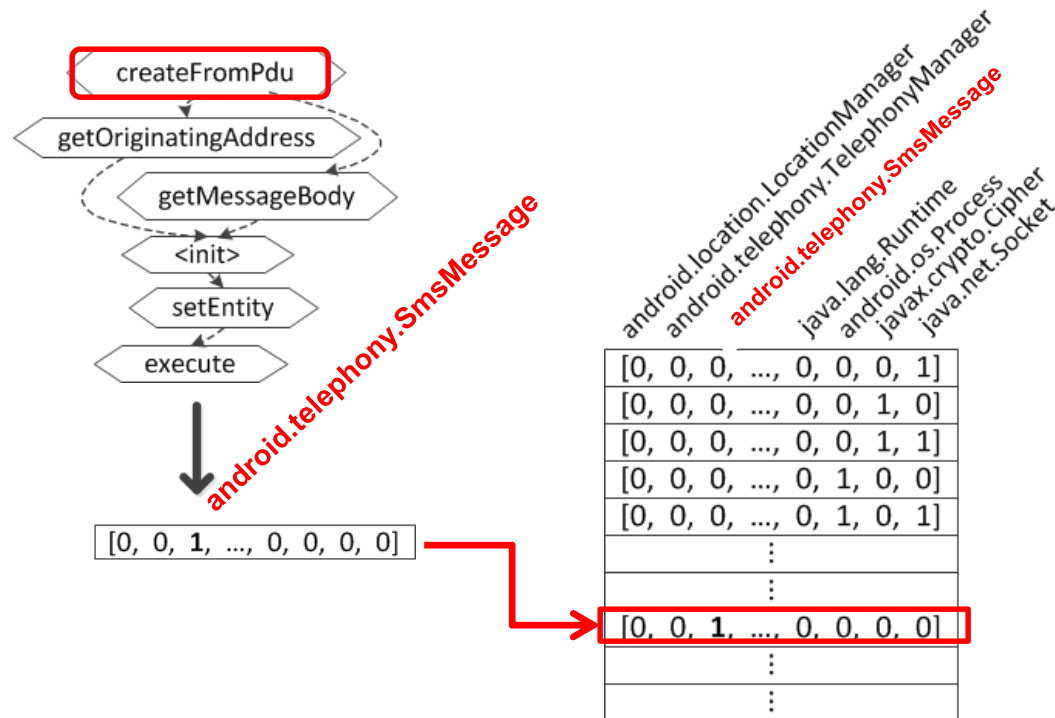 createFromPdu
getOriginatingAddress
getMessageBody
<init>
setEntity
execute
android.telephony.SmsMessage
[0, 0, 1, ..., 0, 0, 0, 0]
android.location.LocationManager
android.telephony.TelephonyManager
android.telephony.SmsMessage
java.lang.Runtime
android.os.Process
javax.crypto.Cipher
java.net.Socket
[0, 0, 0, ..., 0, 0, 0, 1]
[0, 0, 0, ..., 0, 0, 1, 0]
[0, 0, 0, ..., 0, 0, 1, 1]
[0, 0, 0, ..., 0, 1, 0, 0]
[0, 0, 0, ..., 0, 1, 0, 1]
⋮
⋮
[0, 0, 1, ..., 0, 0, 0, 0]
⋮
⋮